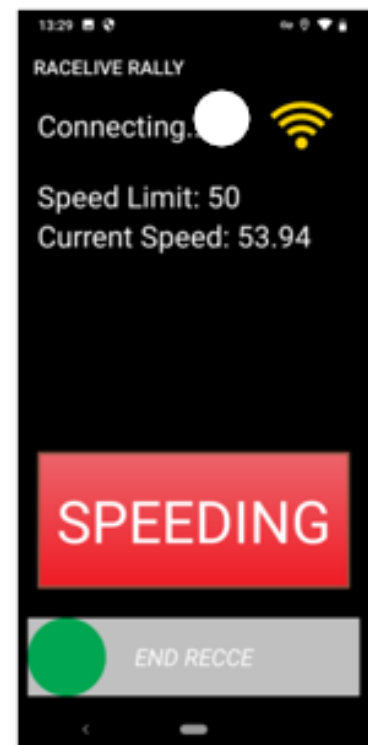 13:29
RACELIVE RALLY
Connecting..
Speed Limit: 50
Current Speed: 53.94
SPEEDING
END RECCE